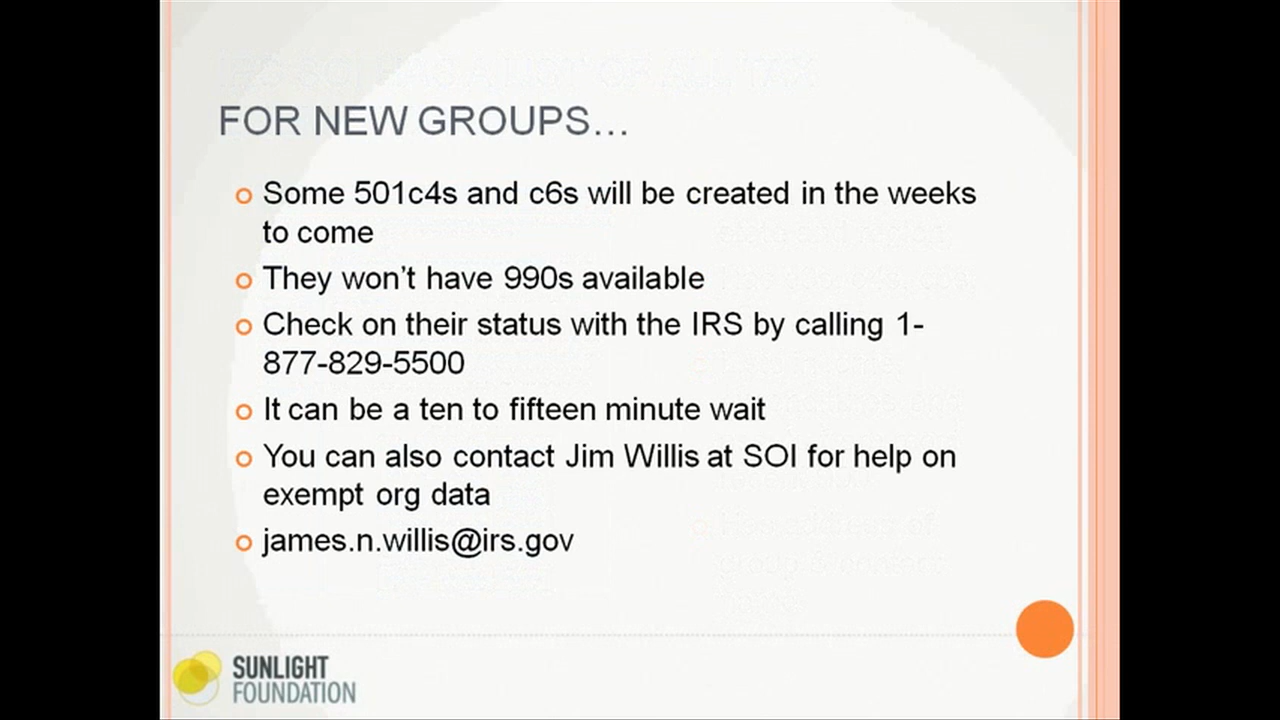 FOR NEW GROUPS…
Some 501c4s and c6s will be created in the weeks
to come
They won't have 990s available
Check on their status with the IRS by calling 1-
877-829-5500
It can be a ten to fifteen minute wait
You can also contact Jim Willis at SOI for help on
exempt org data
james.n.willis@irs.gov
SUNLIGHT
FOUNDATION